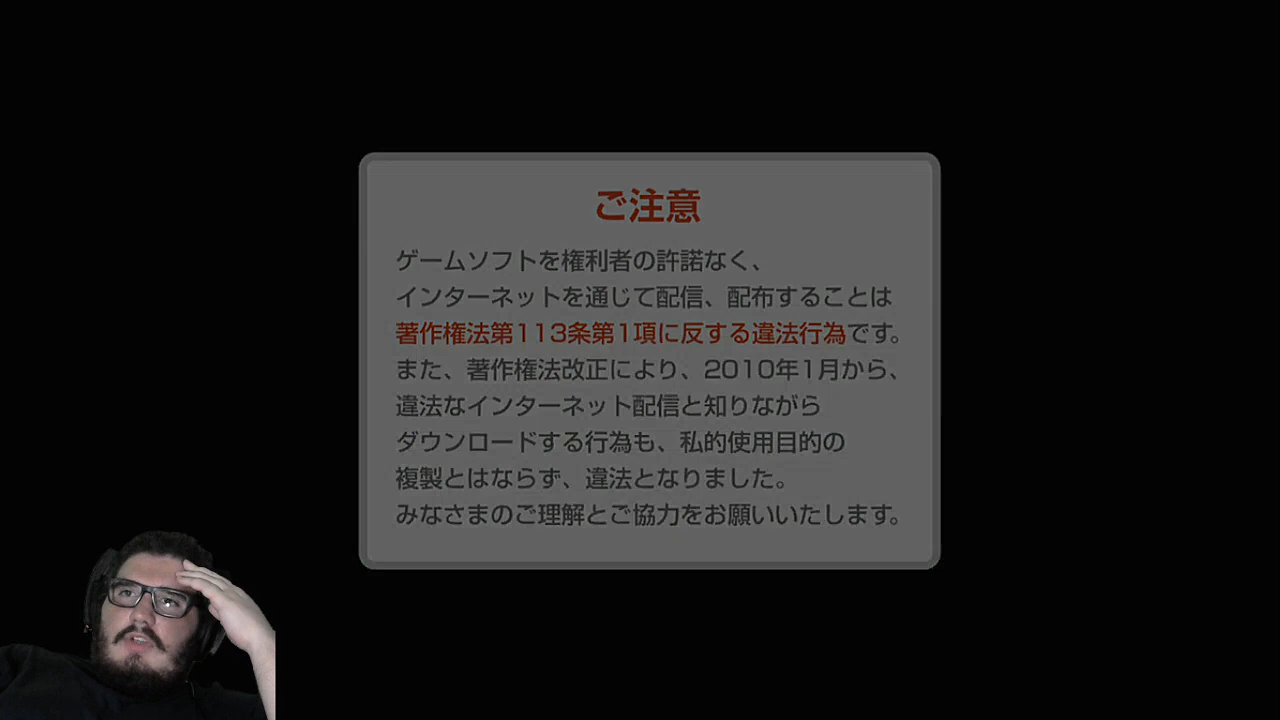 ご注意
ゲームソフトを権利者の許諾なく、
インターネットを通じて配信、配布することは
著作権法第113条第1項に反する違法行為です。
また、著作権法改正により、2010年1月から、
違法なインターネット配信と知りながら
ダウンロードする行為も、私的使用目的の
複製とはならず、違法となりました。
みなさまのご理解とご協力をお願いいたします。